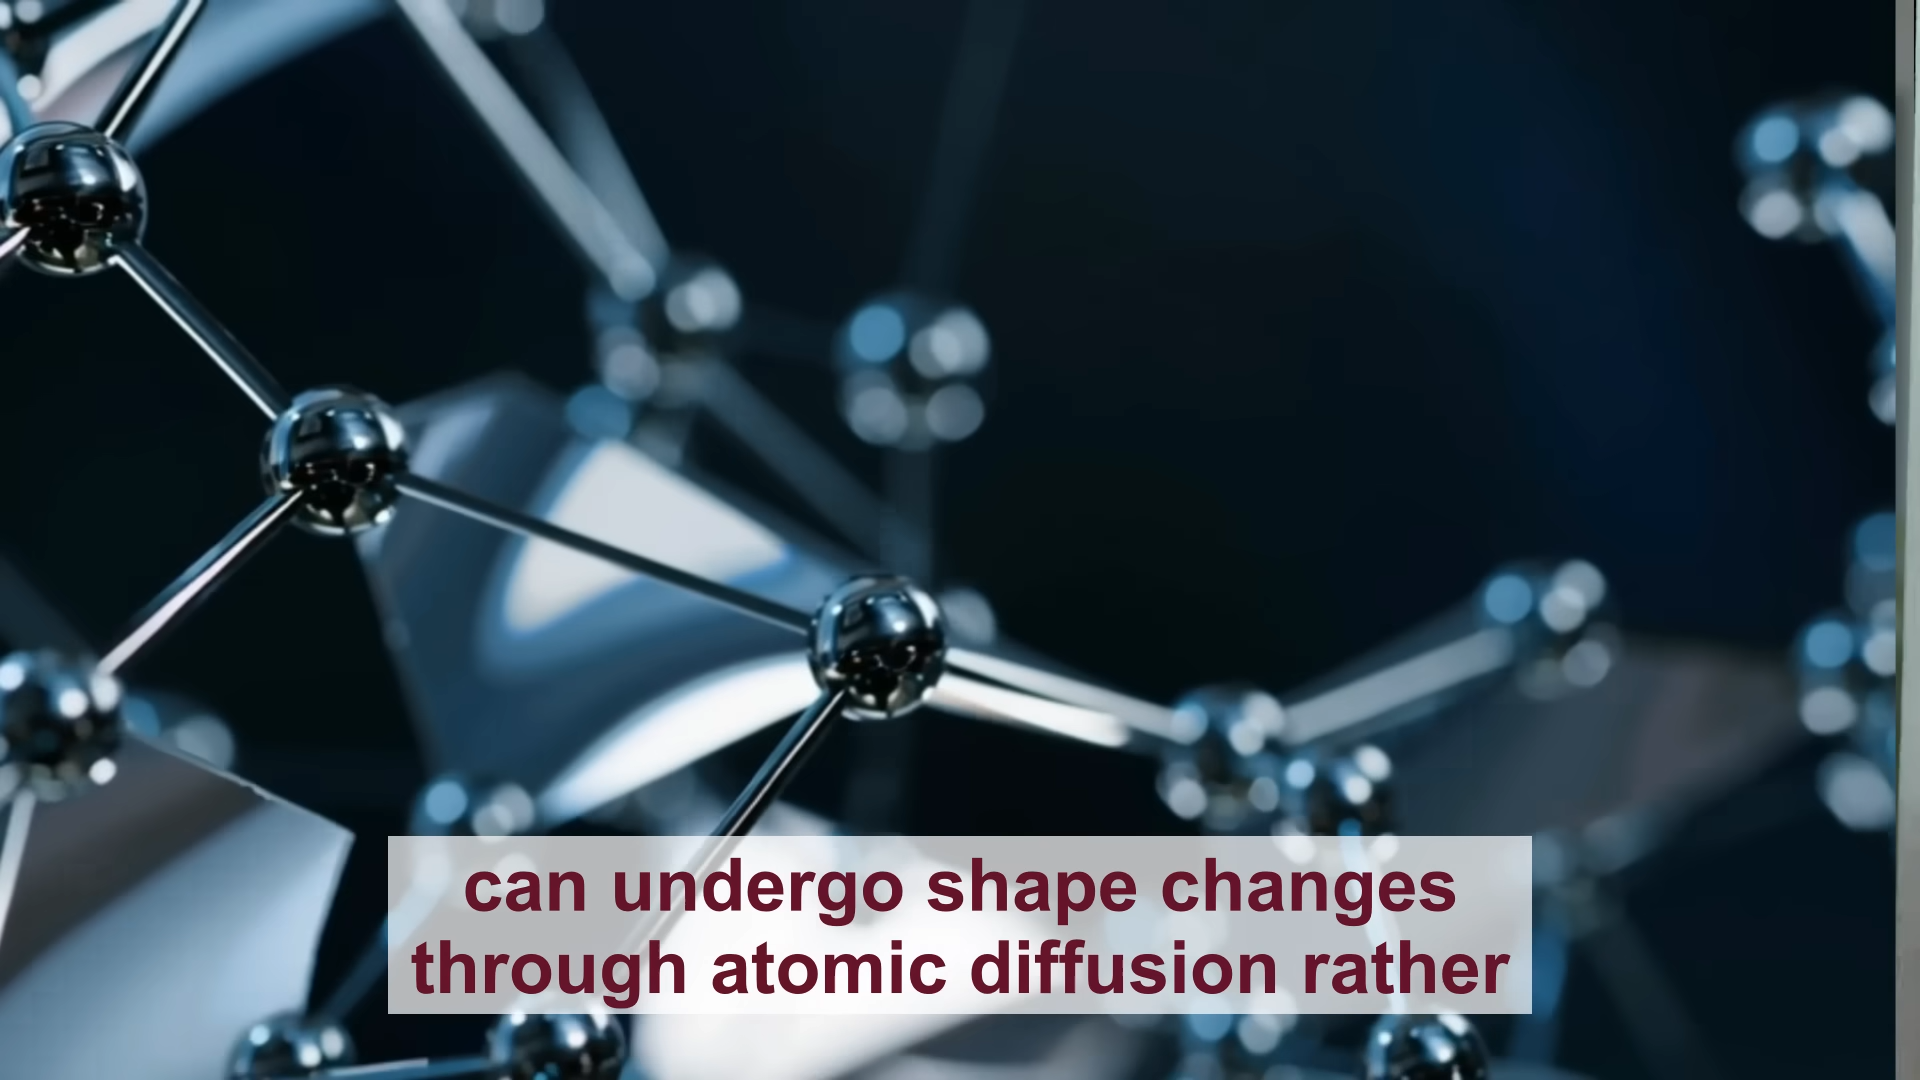 can undergo shape changes
through atomic diffusion rather